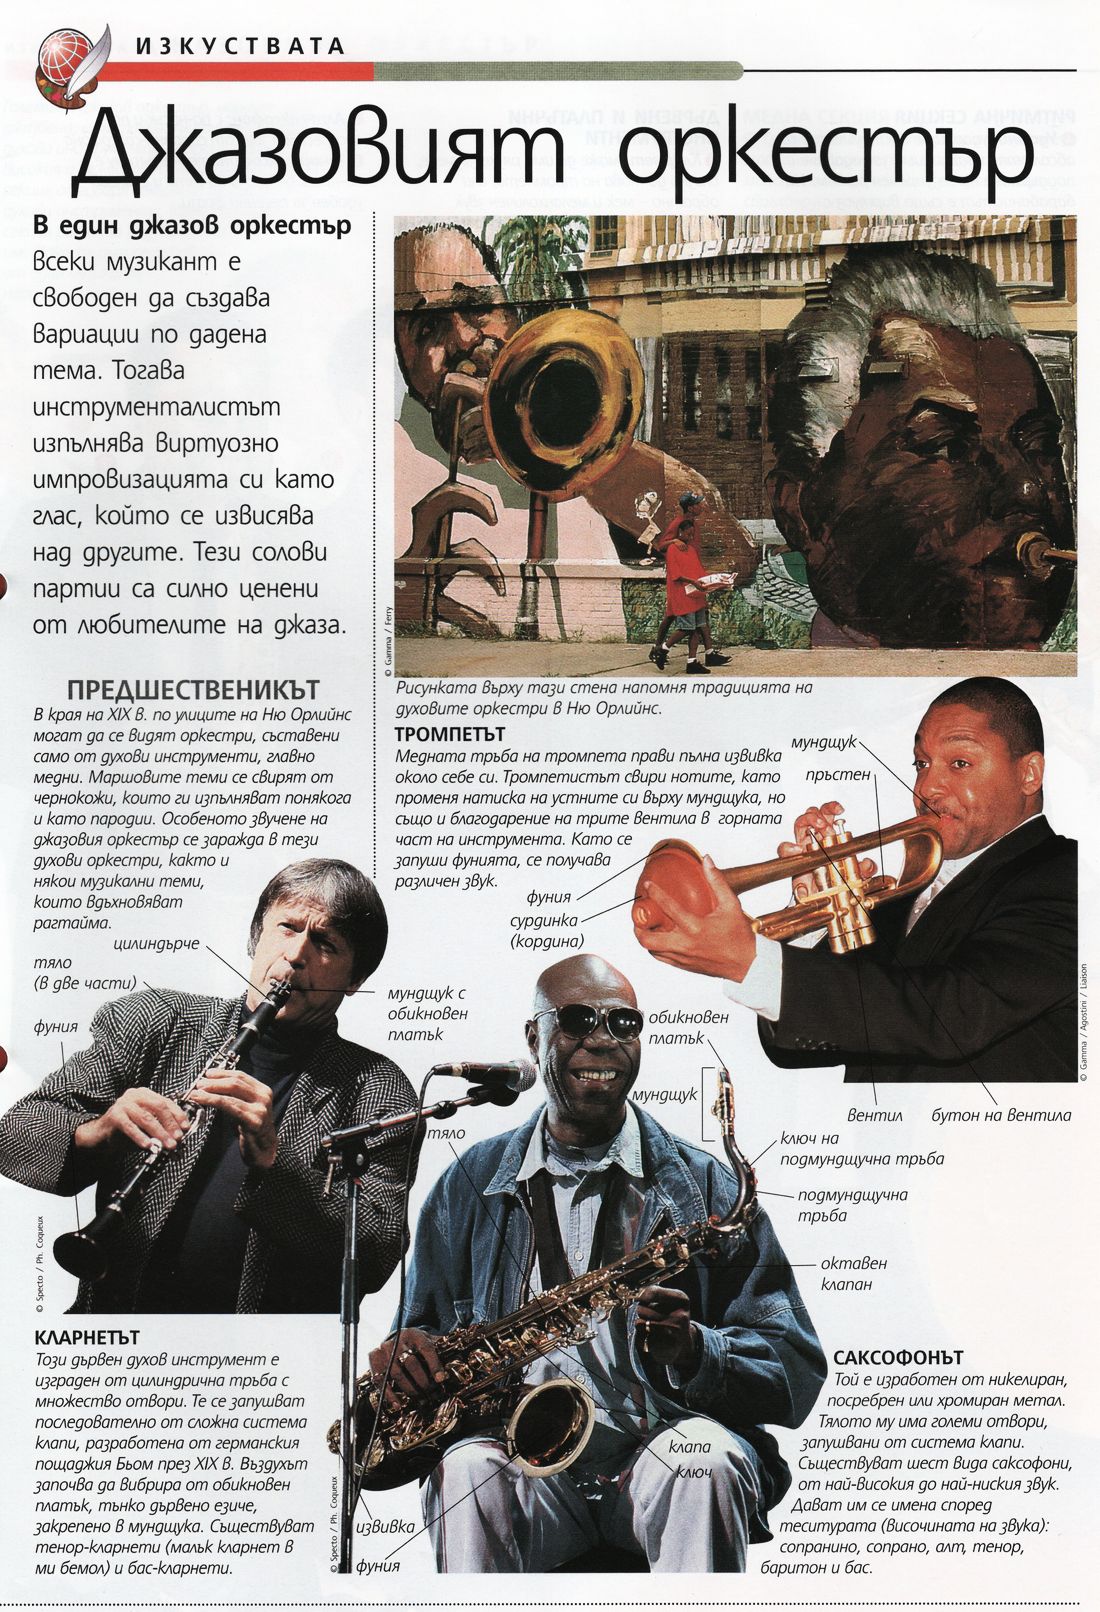 ИЗКУСТВАТА
Джазовият оркестър
В един джазов оркестър
всеки музикант е
свободен да създава
вариации по дадена
тема. Тогава
инструменталистът
изпълнява виртуозно
импровизацията си като
глас, който се извисява
над другите. Тези солови
партии са силно ценени
от любителите на джаза.
© Gamma / Ferry
Рисунката върху тази стена напомня традицията на
духовите оркестри в Ню Орлийнс.
ПРЕДШЕСТВЕНИКЪТ
В края на XIX в. по улиците на Ню Орлийнс
могат да се видят оркестри, съставени
само от духови инструменти, главно
медни. Маршовите теми се свирят от
чернокожи, които ги изпълняват понякога
и като пародии. Особеното звучене на
джазовия оркестър се заражда в тези
духови оркестри, както и
някои музикални теми,
които вдъхновяват
рагтайма.
ТРОМПЕТЪТ
Медната тръба на тромпета прави пълна извивка
около себе си. Тромпетистът свири нотите, като
променя натиска на устните си върху мундщука, но
също и благодарение на трите вентила в горната
част на инструмента. Като се
запуши фунията, се получава
различен звук.
мундщук
пръстен
фуния
сурдинка
(кордина)
вентил
бутон на вентила
© Gamma / Agostini / Liaison
цилиндърче
тяло
(в две части)
фуния
мундщук с
обикновен
платък
© Specto / Ph. Coqueux
обикновен
платък
мундщук
тяло
ключ на
подмундщучна тръба
подмундщучна
тръба
октавен
клапан
клапа
ключ
извивка
фуния
© Specto / Ph. Coqueux
КЛАРНЕТЪТ
Този дървен духов инструмент е
изграден от цилиндрична тръба с
множество отвори. Те се запушват
последователно от сложна система
клапи, разработена от германския
пощаджия Бьом през XIX в. Въздухът
започва да вибрира от обикновен
платък, тънко дървено езиче,
закрепено в мундщука. Съществуват
тенор-кларнети (малък кларнет в
ми бемол) и бас-кларнети.
САКСОФОНЪТ
Той е изработен от никелиран,
посребрен или хромиран метал.
Тялото му има големи отвори,
запушвани от система клапи.
Съществуват шест вида саксофони,
от най-високия до най-ниския звук.
Дават им се имена според
теситурата (височината на звука):
сопранино, сопрано, алт, тенор,
баритон и бас.